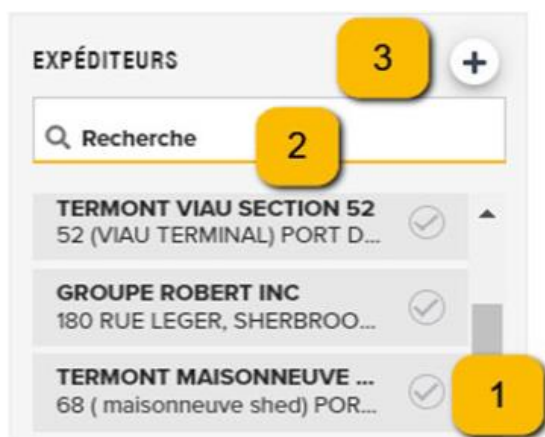 EXPÉDITEURS 3 +
Recherche 2
TERMONT VIAU SECTION 52
52 (VIAU TERMINAL) PORT D...
GROUPE ROBERT INC
180 RUE LEGER, SHERBROO...
TERMONT MAISONNEUVE ...
68 ( maisonneuve shed) POR... 1